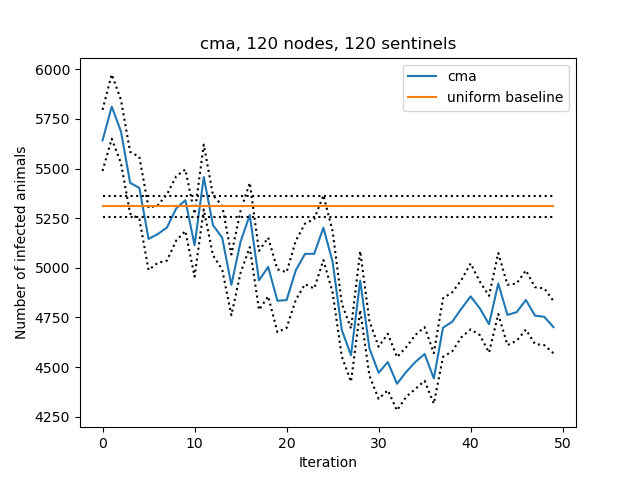 cma, 120 nodes, 120 sentinels
cma
uniform baseline
6000
5750
5500
5250
5000
4750
4500
4250
Number of infected animals
0 10 20 30 40 50
Iteration